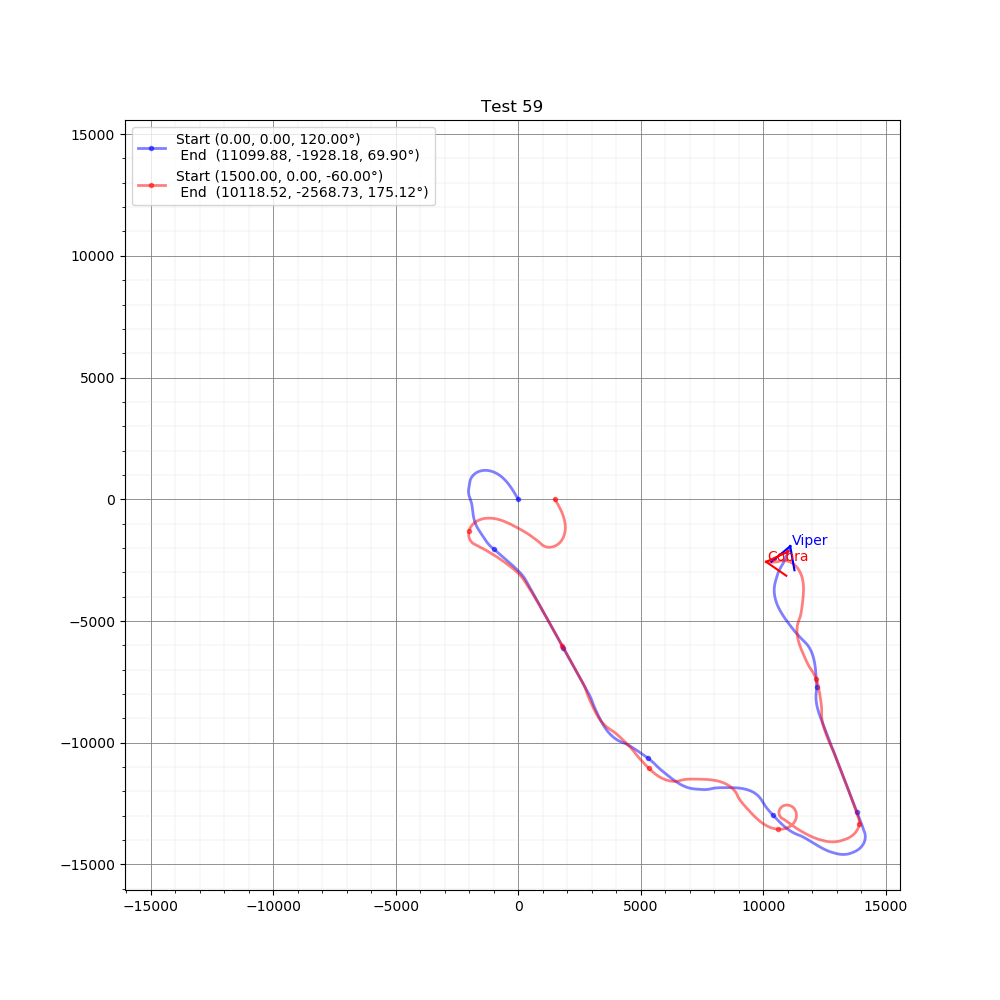 Test 59
Start (0.00, 0.00, 120.00°)
End  (11099.88, -1928.18, 69.90°)
Start (1500.00, 0.00, -60.00°)
End  (10118.52, -2568.73, 175.12°)
15000
10000
5000
0
−5000
−10000
−15000
Viper
Cobra
−15000 −10000 −5000 0 5000 10000 15000